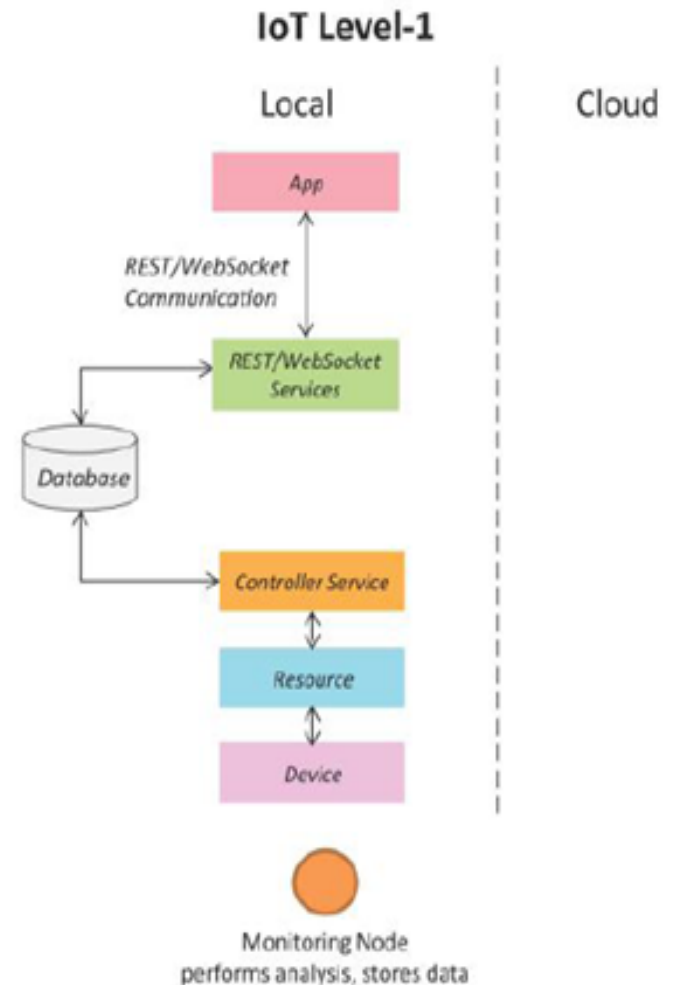 IoT Level-1
Local
Cloud
App
REST/WebSocket
Communication
REST/WebSocket
Services
Database
Controller Service
Resource
Device
Monitoring Node
performs analysis, stores data